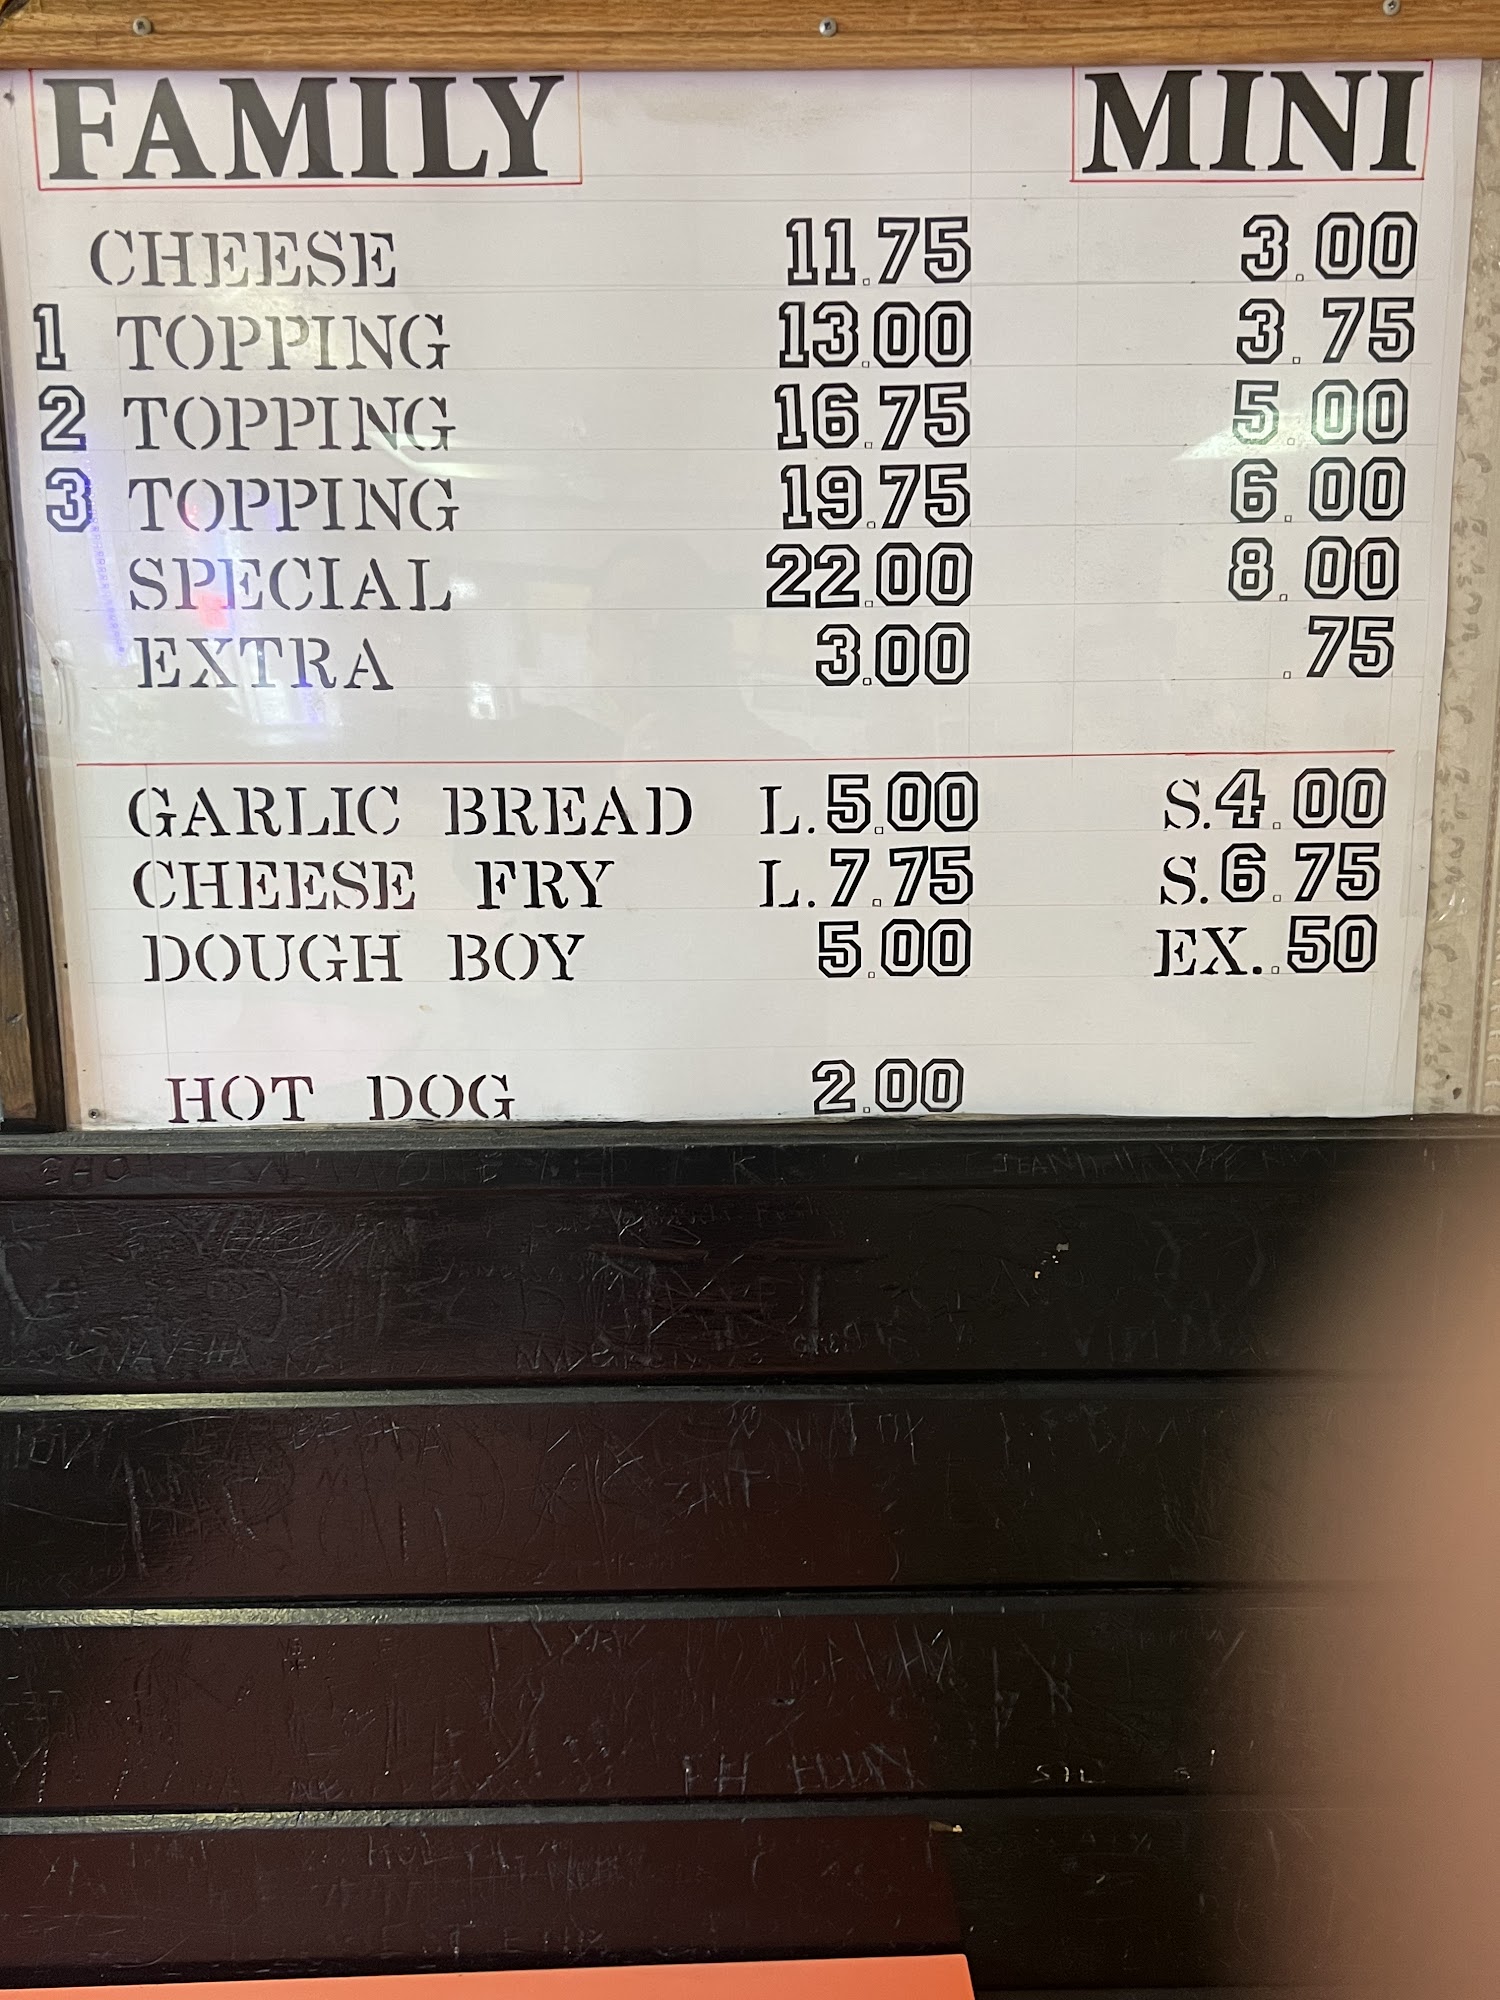 FAMILY MINI
CHEESE 11.75 3.00
1 TOPPING 13.00 3.75
2 TOPPING 16.75 5.00
3 TOPPING 19.75 6.00
SPECIAL 22.00 8.00
EXTRA 3.00 .75
GARLIC BREAD L. 5.00 S. 4.00
CHEESE FRY L. 7.75 S. 6.75
DOUGH BOY 5.00 EX. .50
HOT DOG 2.00